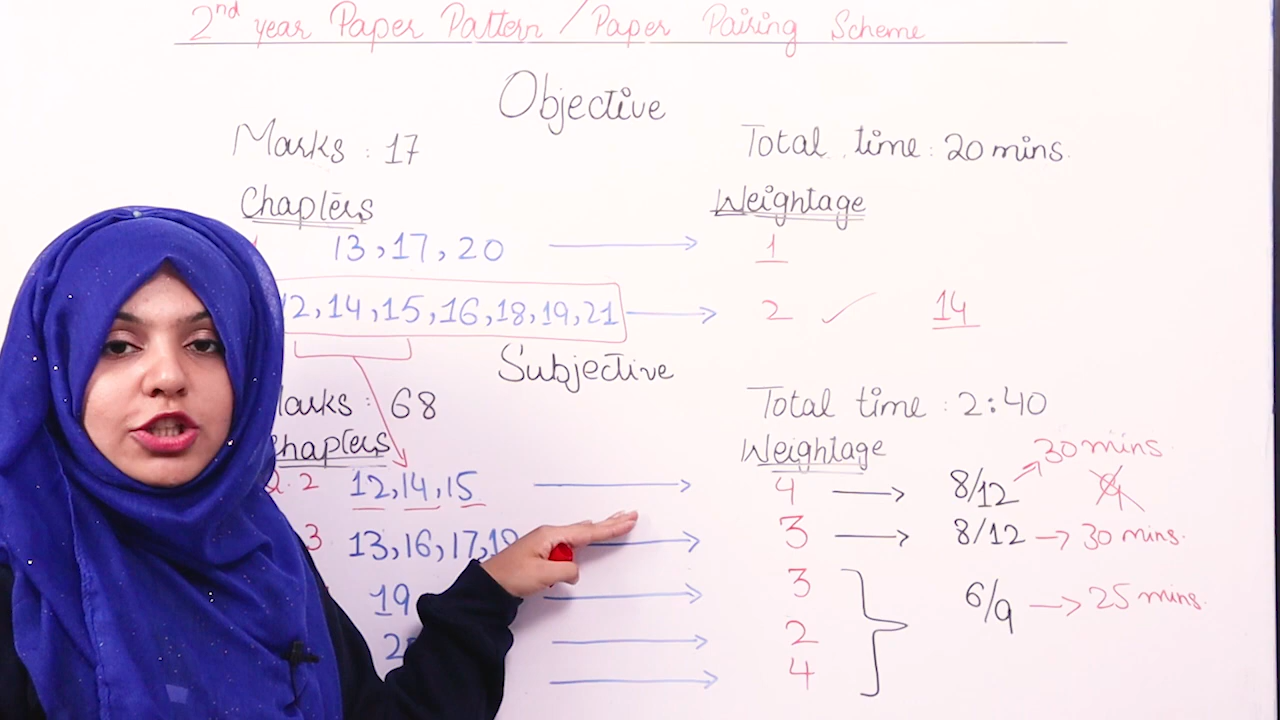 2nd year Paper Pattern / Paper Pairing Scheme
Objective
Marks : 17 Total time : 20 mins.
Chapters Weightage
13, 17, 20 → 1
12, 14, 15, 16, 18, 19, 21 → 2 ✓ 14
Subjective
Marks : 68 Total time : 2:40
Chapters Weightage
2 12, 14, 15 → 4 → 8/12 → 30 mins
3 13, 16, 17, → 3 → 8/12 → 30 mins.
19 → 3
6/9 → 25 mins.
→ 2
→ 4